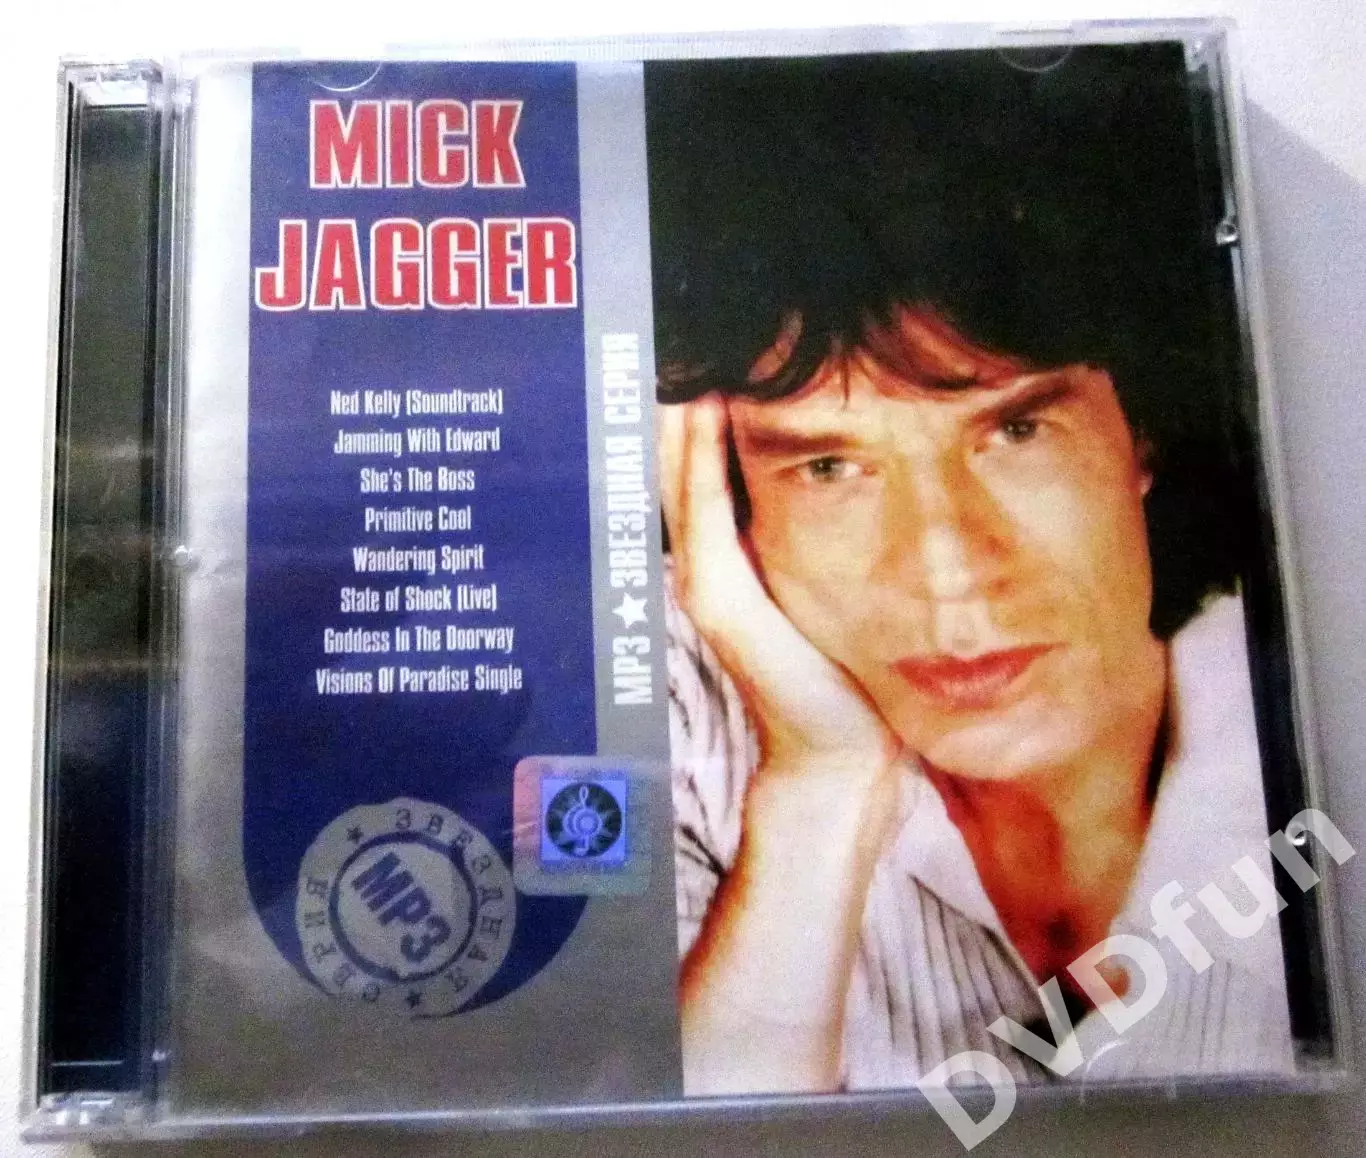 MICK
JAGGER
Ned Kelly (Soundtrack)
Jamming With Edward
She's The Boss
Primitive Cool
Wandering Spirit
State of Shock (Live)
Goddess In The Doorway
Visions Of Paradise Single
MP3 ★ ЗВЕЗДНАЯ СЕРИЯ
★ ЗВЕЗДНАЯ ★ СЕРИЯ
MP3
DVDfun